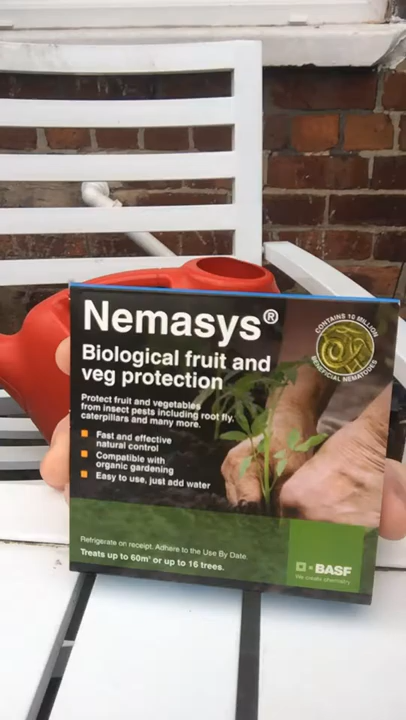 Nemasys®
CONTAINS 10 MILLION
BENEFICIAL NEMATODES
Biological fruit and
veg protection
Protect fruit and vegetables
from insect pests including root fly,
caterpillars and many more.
Fast and effective
natural control
Compatible with
organic gardening
Easy to use, just add water
Refrigerate on receipt. Adhere to the Use By Date.
Treats up to 60m² or up to 16 trees.
BASF
We create chemistry